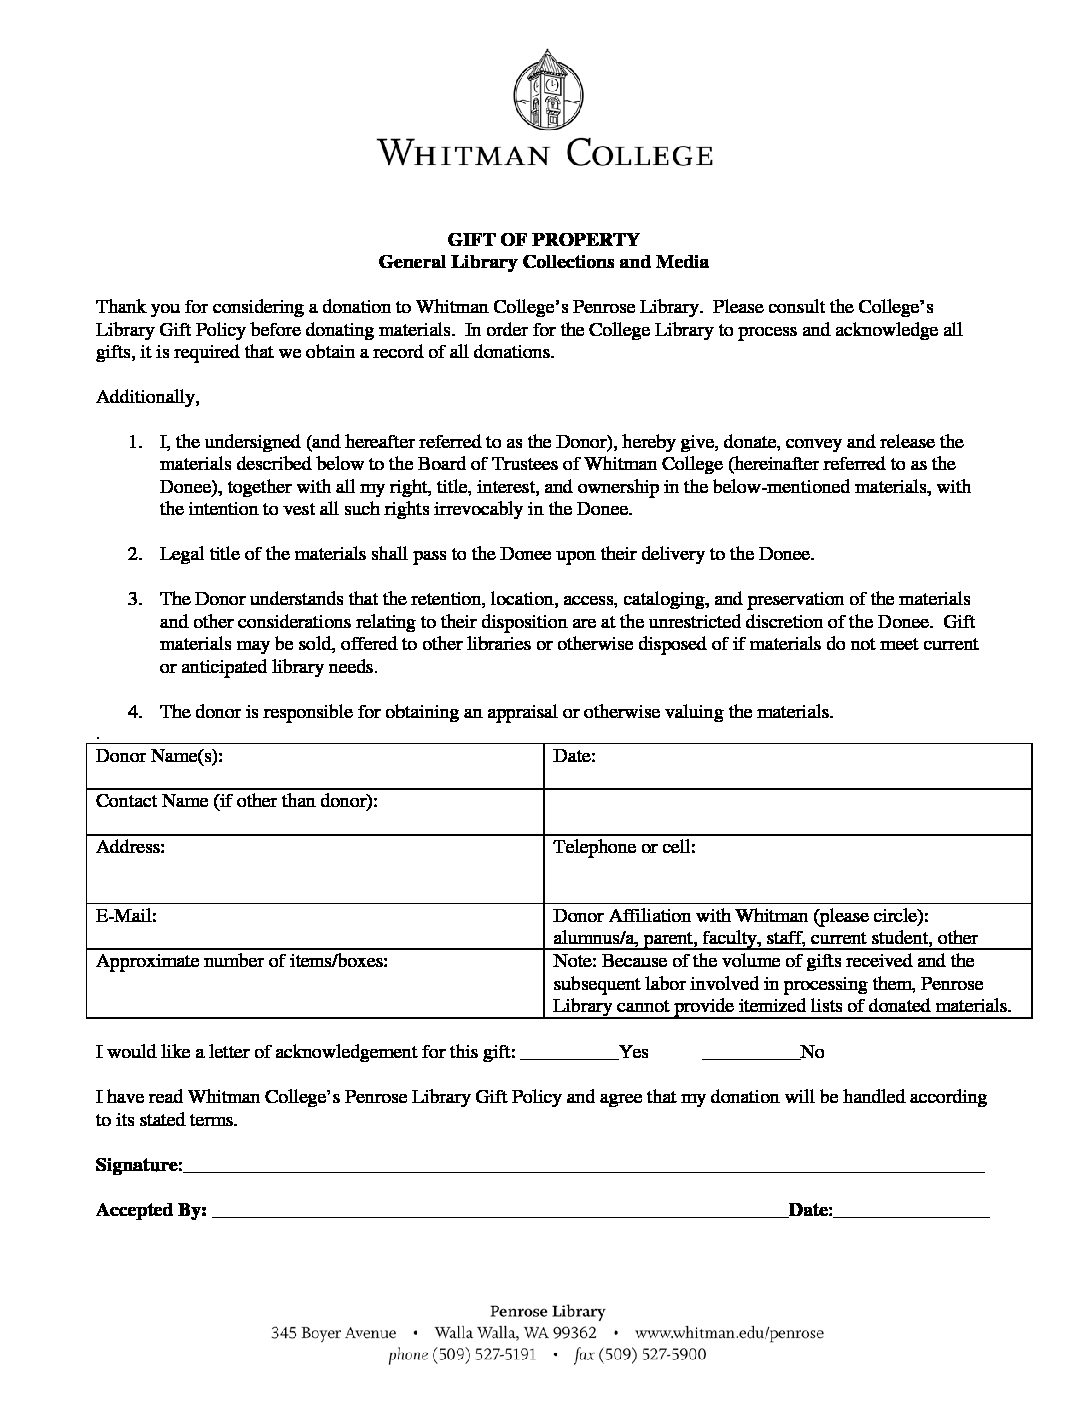 WHITMAN COLLEGE
GIFT OF PROPERTY
General Library Collections and Media
Thank you for considering a donation to Whitman College's Penrose Library.  Please consult the College's
Library Gift Policy before donating materials.  In order for the College Library to process and acknowledge all
gifts, it is required that we obtain a record of all donations.
Additionally,
1. I, the undersigned (and hereafter referred to as the Donor), hereby give, donate, convey and release the
materials described below to the Board of Trustees of Whitman College (hereinafter referred to as the
Donee), together with all my right, title, interest, and ownership in the below-mentioned materials, with
the intention to vest all such rights irrevocably in the Donee.
2. Legal title of the materials shall pass to the Donee upon their delivery to the Donee.
3. The Donor understands that the retention, location, access, cataloging, and preservation of the materials
and other considerations relating to their disposition are at the unrestricted discretion of the Donee.  Gift
materials may be sold, offered to other libraries or otherwise disposed of if materials do not meet current
or anticipated library needs.
4. The donor is responsible for obtaining an appraisal or otherwise valuing the materials.
.
Donor Name(s):
Date:
Contact Name (if other than donor):
Address:
Telephone or cell:
E-Mail:
Donor Affiliation with Whitman (please circle):
alumnus/a, parent, faculty, staff, current student, other
Approximate number of items/boxes:
Note: Because of the volume of gifts received and the
subsequent labor involved in processing them, Penrose
Library cannot provide itemized lists of donated materials.
I would like a letter of acknowledgement for this gift: __________Yes __________No
I have read Whitman College's Penrose Library Gift Policy and agree that my donation will be handled according
to its stated terms.
Signature:________________________________________________________________________________
Accepted By: __________________________________________________________Date:________________
Penrose Library
345 Boyer Avenue • Walla Walla, WA 99362 • www.whitman.edu/penrose
phone (509) 527-5191 • fax (509) 527-5900